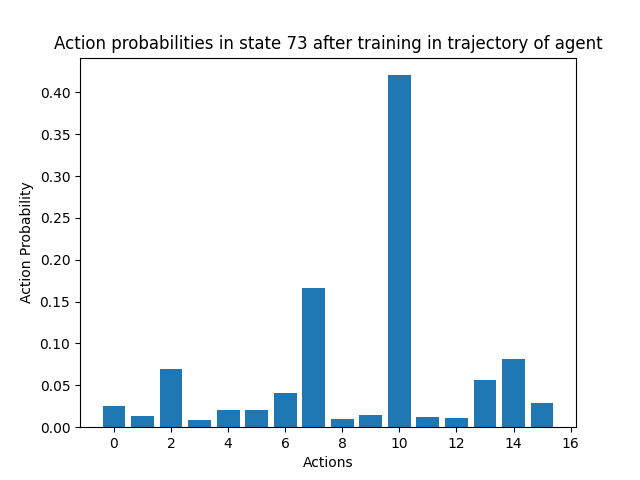 Action probabilities in state 73 after training in trajectory of agent
0.40
0.35
0.30
0.25
0.20
0.15
0.10
0.05
0.00
Action Probability
0 2 4 6 8 10 12 14 16
Actions